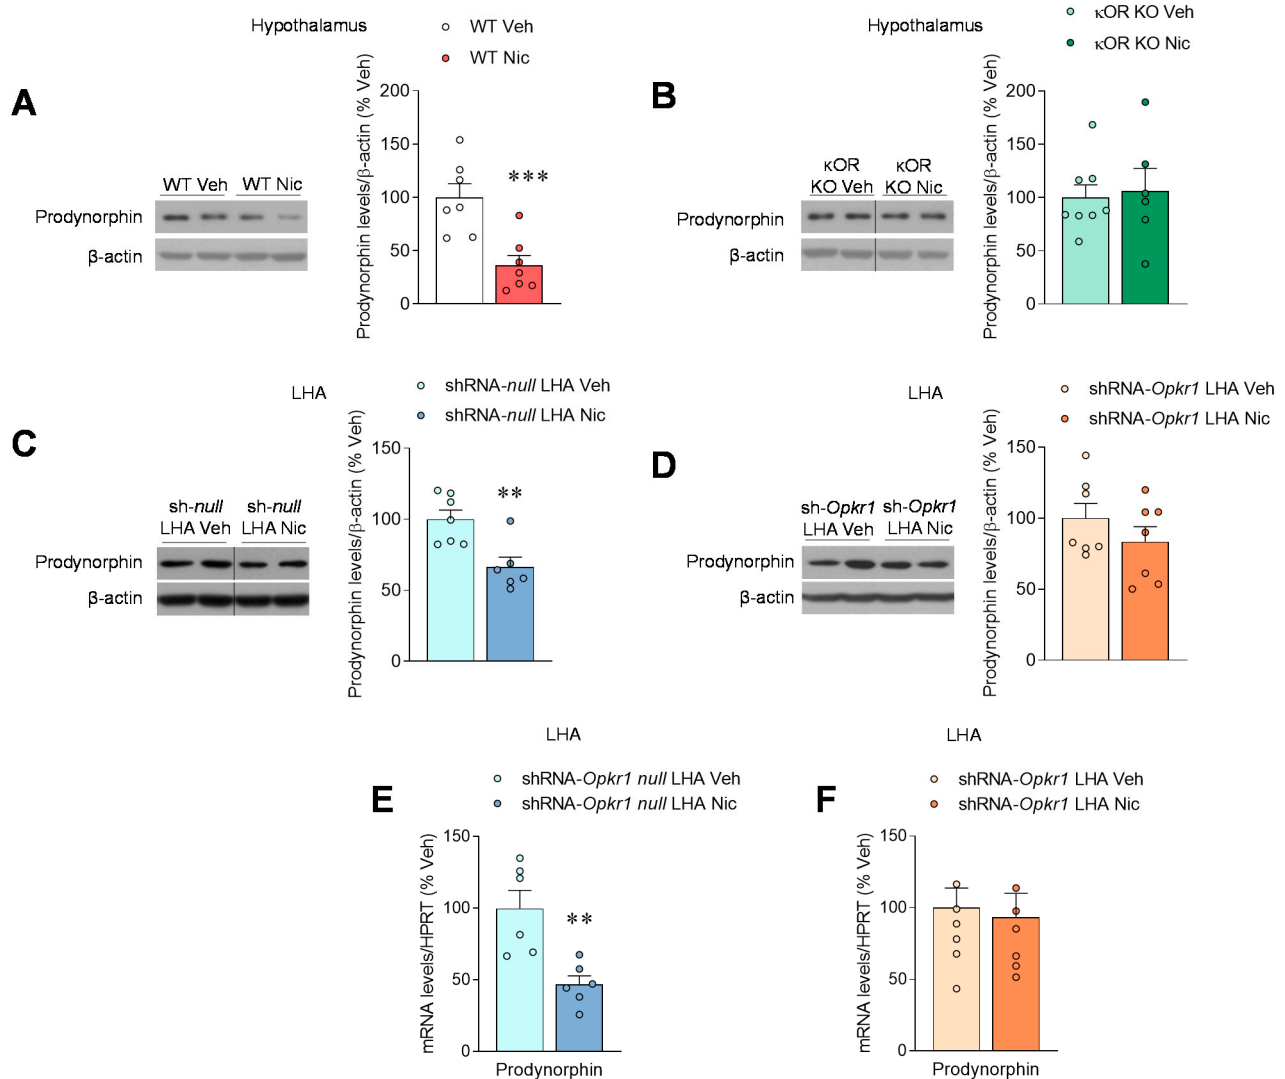 Hypothalamus
WT Veh
WT Nic
A
Prodynorphin levels/β-actin (% Veh)
200
150
100
50
0
***
WT Veh WT Nic
Prodynorphin
β-actin
Hypothalamus
κOR KO Veh
κOR KO Nic
B
Prodynorphin levels/β-actin (% Veh)
200
150
100
50
0
κOR κOR
KO Veh KO Nic
Prodynorphin
β-actin
LHA
shRNA-null LHA Veh
shRNA-null LHA Nic
C
Prodynorphin levels/β-actin (% Veh)
150
100
50
0
**
sh-null sh-null
LHA Veh LHA Nic
Prodynorphin
β-actin
LHA
shRNA-Opkr1 LHA Veh
shRNA-Opkr1 LHA Nic
D
Prodynorphin levels/β-actin (% Veh)
150
100
50
0
sh-Opkr1 sh-Opkr1
LHA Veh LHA Nic
Prodynorphin
β-actin
LHA
shRNA-Opkr1 null LHA Veh
shRNA-Opkr1 null LHA Nic
E
mRNA levels/HPRT (% Veh)
150
100
50
0
**
Prodynorphin
LHA
shRNA-Opkr1 LHA Veh
shRNA-Opkr1 LHA Nic
F
mRNA levels/HPRT (% Veh)
150
100
50
0
Prodynorphin